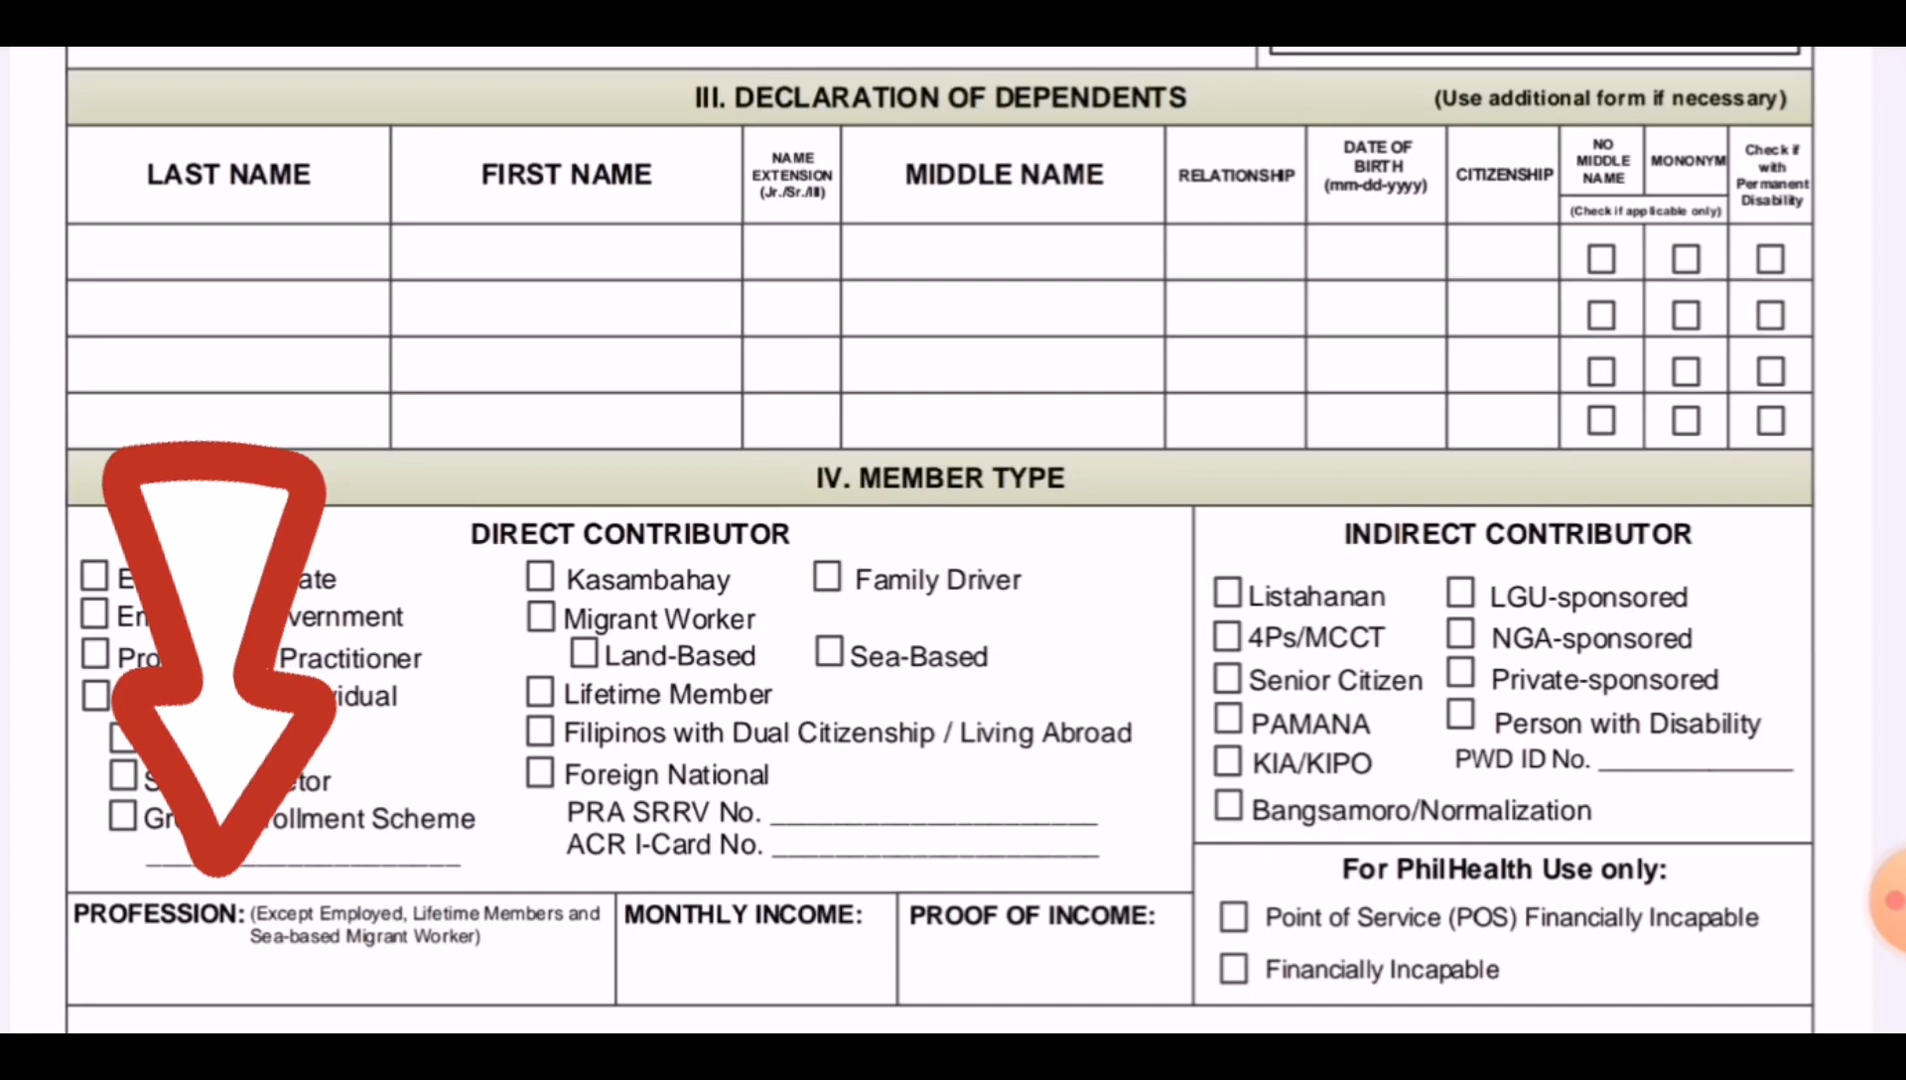 III. DECLARATION OF DEPENDENTS (Use additional form if necessary)
LAST NAME
FIRST NAME
NAME
EXTENSION
(Jr./Sr./III)
MIDDLE NAME
RELATIONSHIP
DATE OF
BIRTH
(mm-dd-yyyy)
CITIZENSHIP
NO
MIDDLE
NAME
MONONYM
(Check if applicable only)
Check if
with
Permanent
Disability
IV. MEMBER TYPE
DIRECT CONTRIBUTOR
Practitioner
Scheme
Kasambahay
Family Driver
Migrant Worker
Land-Based
Sea-Based
Lifetime Member
Filipinos with Dual Citizenship / Living Abroad
Foreign National
PRA SRRV No.
ACR I-Card No.
INDIRECT CONTRIBUTOR
Listahanan
4Ps/MCCT
Senior Citizen
PAMANA
KIA/KIPO
Bangsamoro/Normalization
LGU-sponsored
NGA-sponsored
Private-sponsored
Person with Disability
PWD ID No.
PROFESSION: (Except Employed, Lifetime Members and
Sea-based Migrant Worker)
MONTHLY INCOME:
PROOF OF INCOME:
For PhilHealth Use only:
Point of Service (POS) Financially Incapable
Financially Incapable